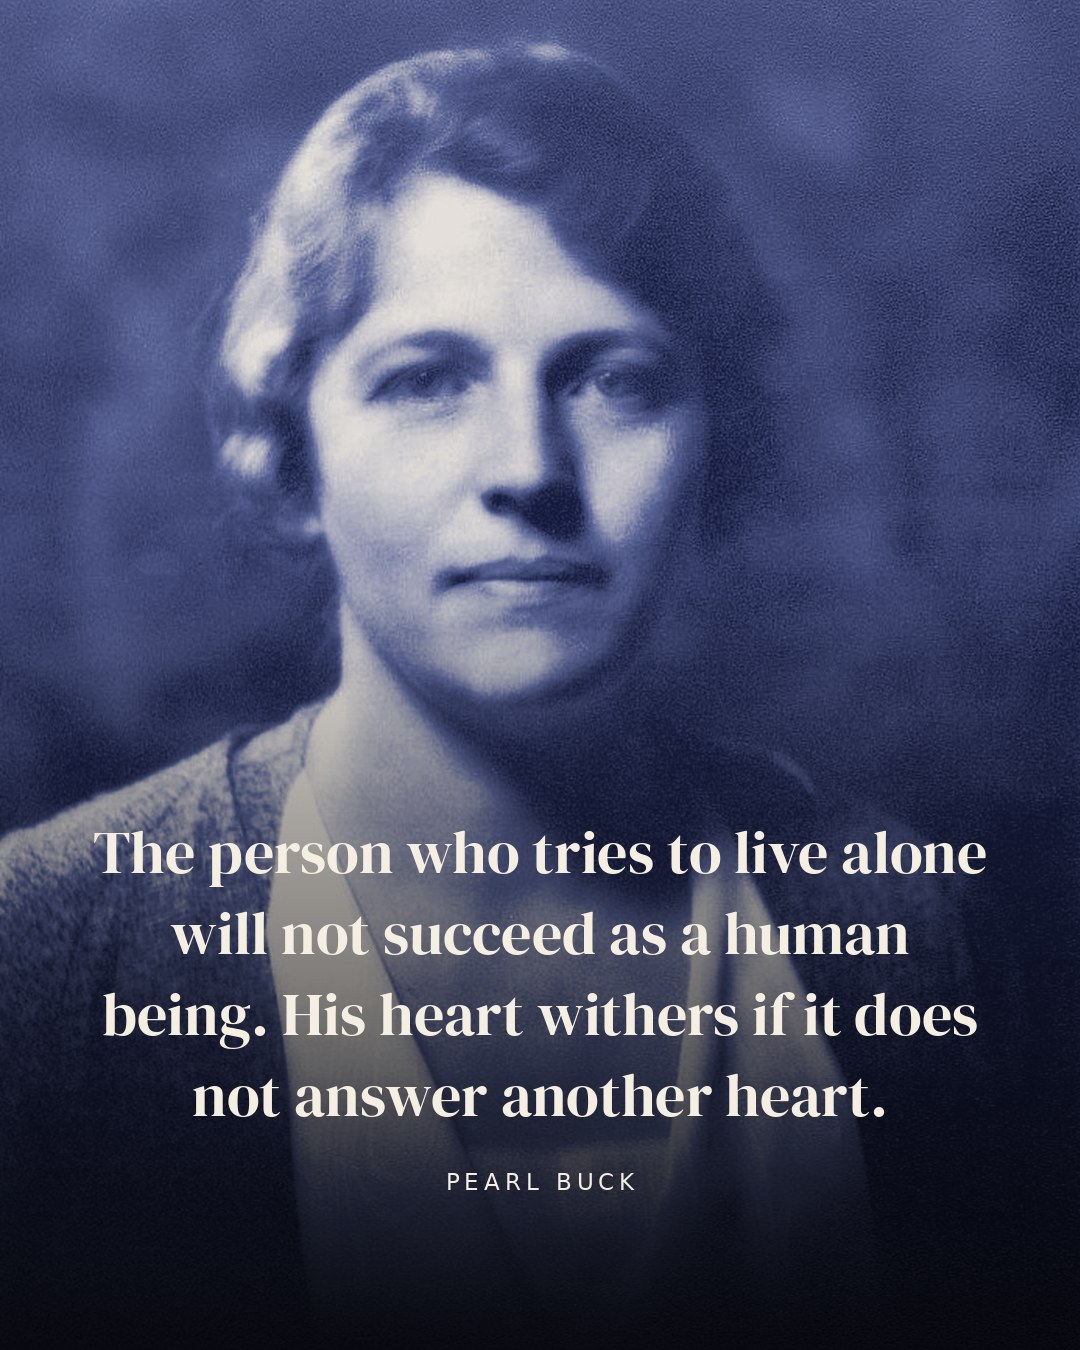 The person who tries to live alone
will not succeed as a human
being. His heart withers if it does
not answer another heart.
PEARL BUCK